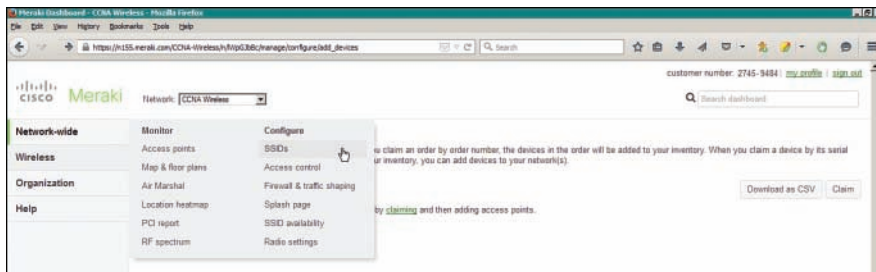 Meraki Dashboard - CCNA Wireless - Mozilla Firefox
File Edit View History Bookmarks Tools Help
https://n155.meraki.com/CCNA-Wireless/n/MpG3bBc/manage/configure/add_devices
Search
customer number: 2745-9484 | my profile | sign out
CISCO Meraki
Network: CCNA Wireless
Search dashboard
Network-wide
Wireless
Organization
Help
Monitor
Access points
Map & floor plans
Air Marshal
Location heatmap
PCI report
RF spectrum
Configure
SSIDs
Access control
Firewall & traffic shaping
Splash page
SSID availability
Radio settings
u claim an order by order number, the devices in the order will be added to your inventory. When you claim a device by its serial
ur inventory, you can add devices to your network(s).
Download as CSV Claim
by claiming and then adding access points.